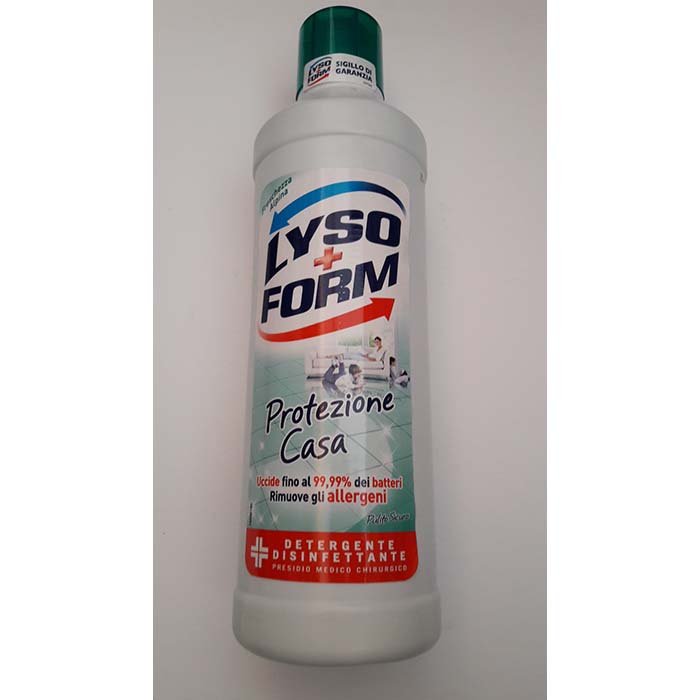 LYSO
FORM
SIGILLO DI
GARANZIA
Freschezza
Alpina
LYSO
FORM
Protezione
Casa
Uccide fino al 99,99% dei batteri
Rimuove gli allergeni
Pulito Sicuro
DETERGENTE
DISINFETTANTE
PRESIDIO MEDICO CHIRURGICO